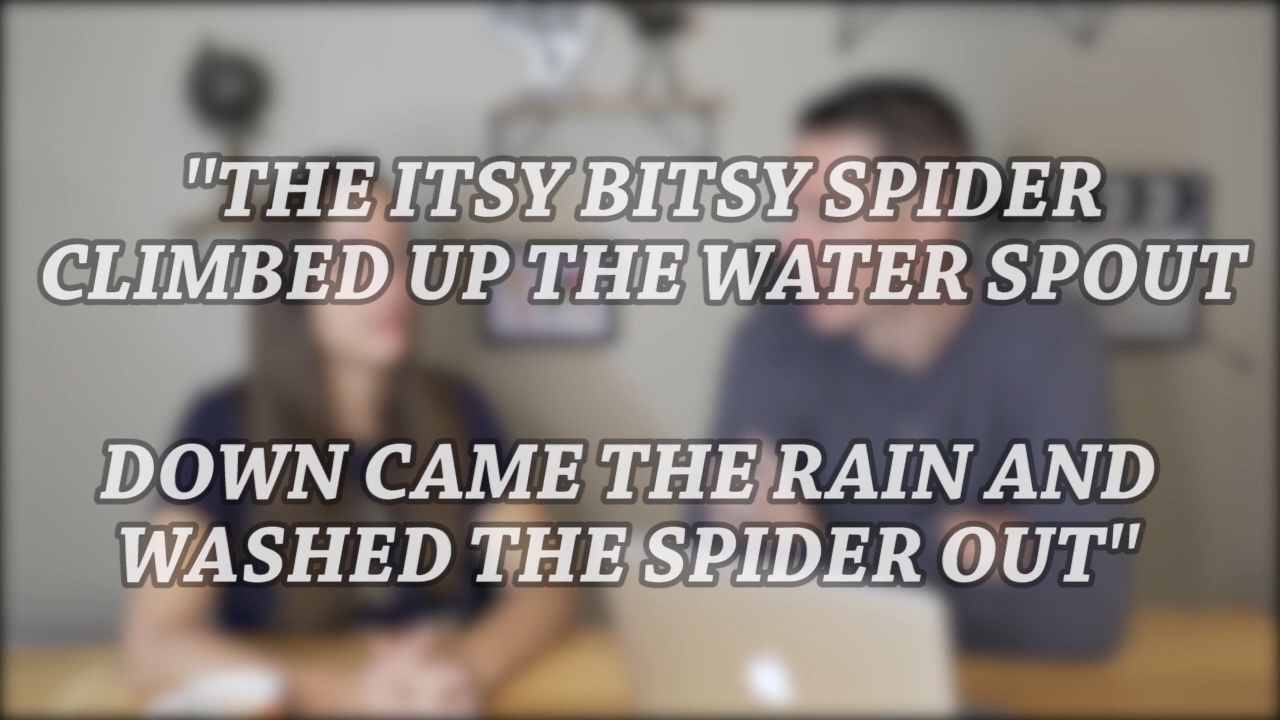 "THE ITSY BITSY SPIDER
CLIMBED UP THE WATER SPOUT
DOWN CAME THE RAIN AND
WASHED THE SPIDER OUT"